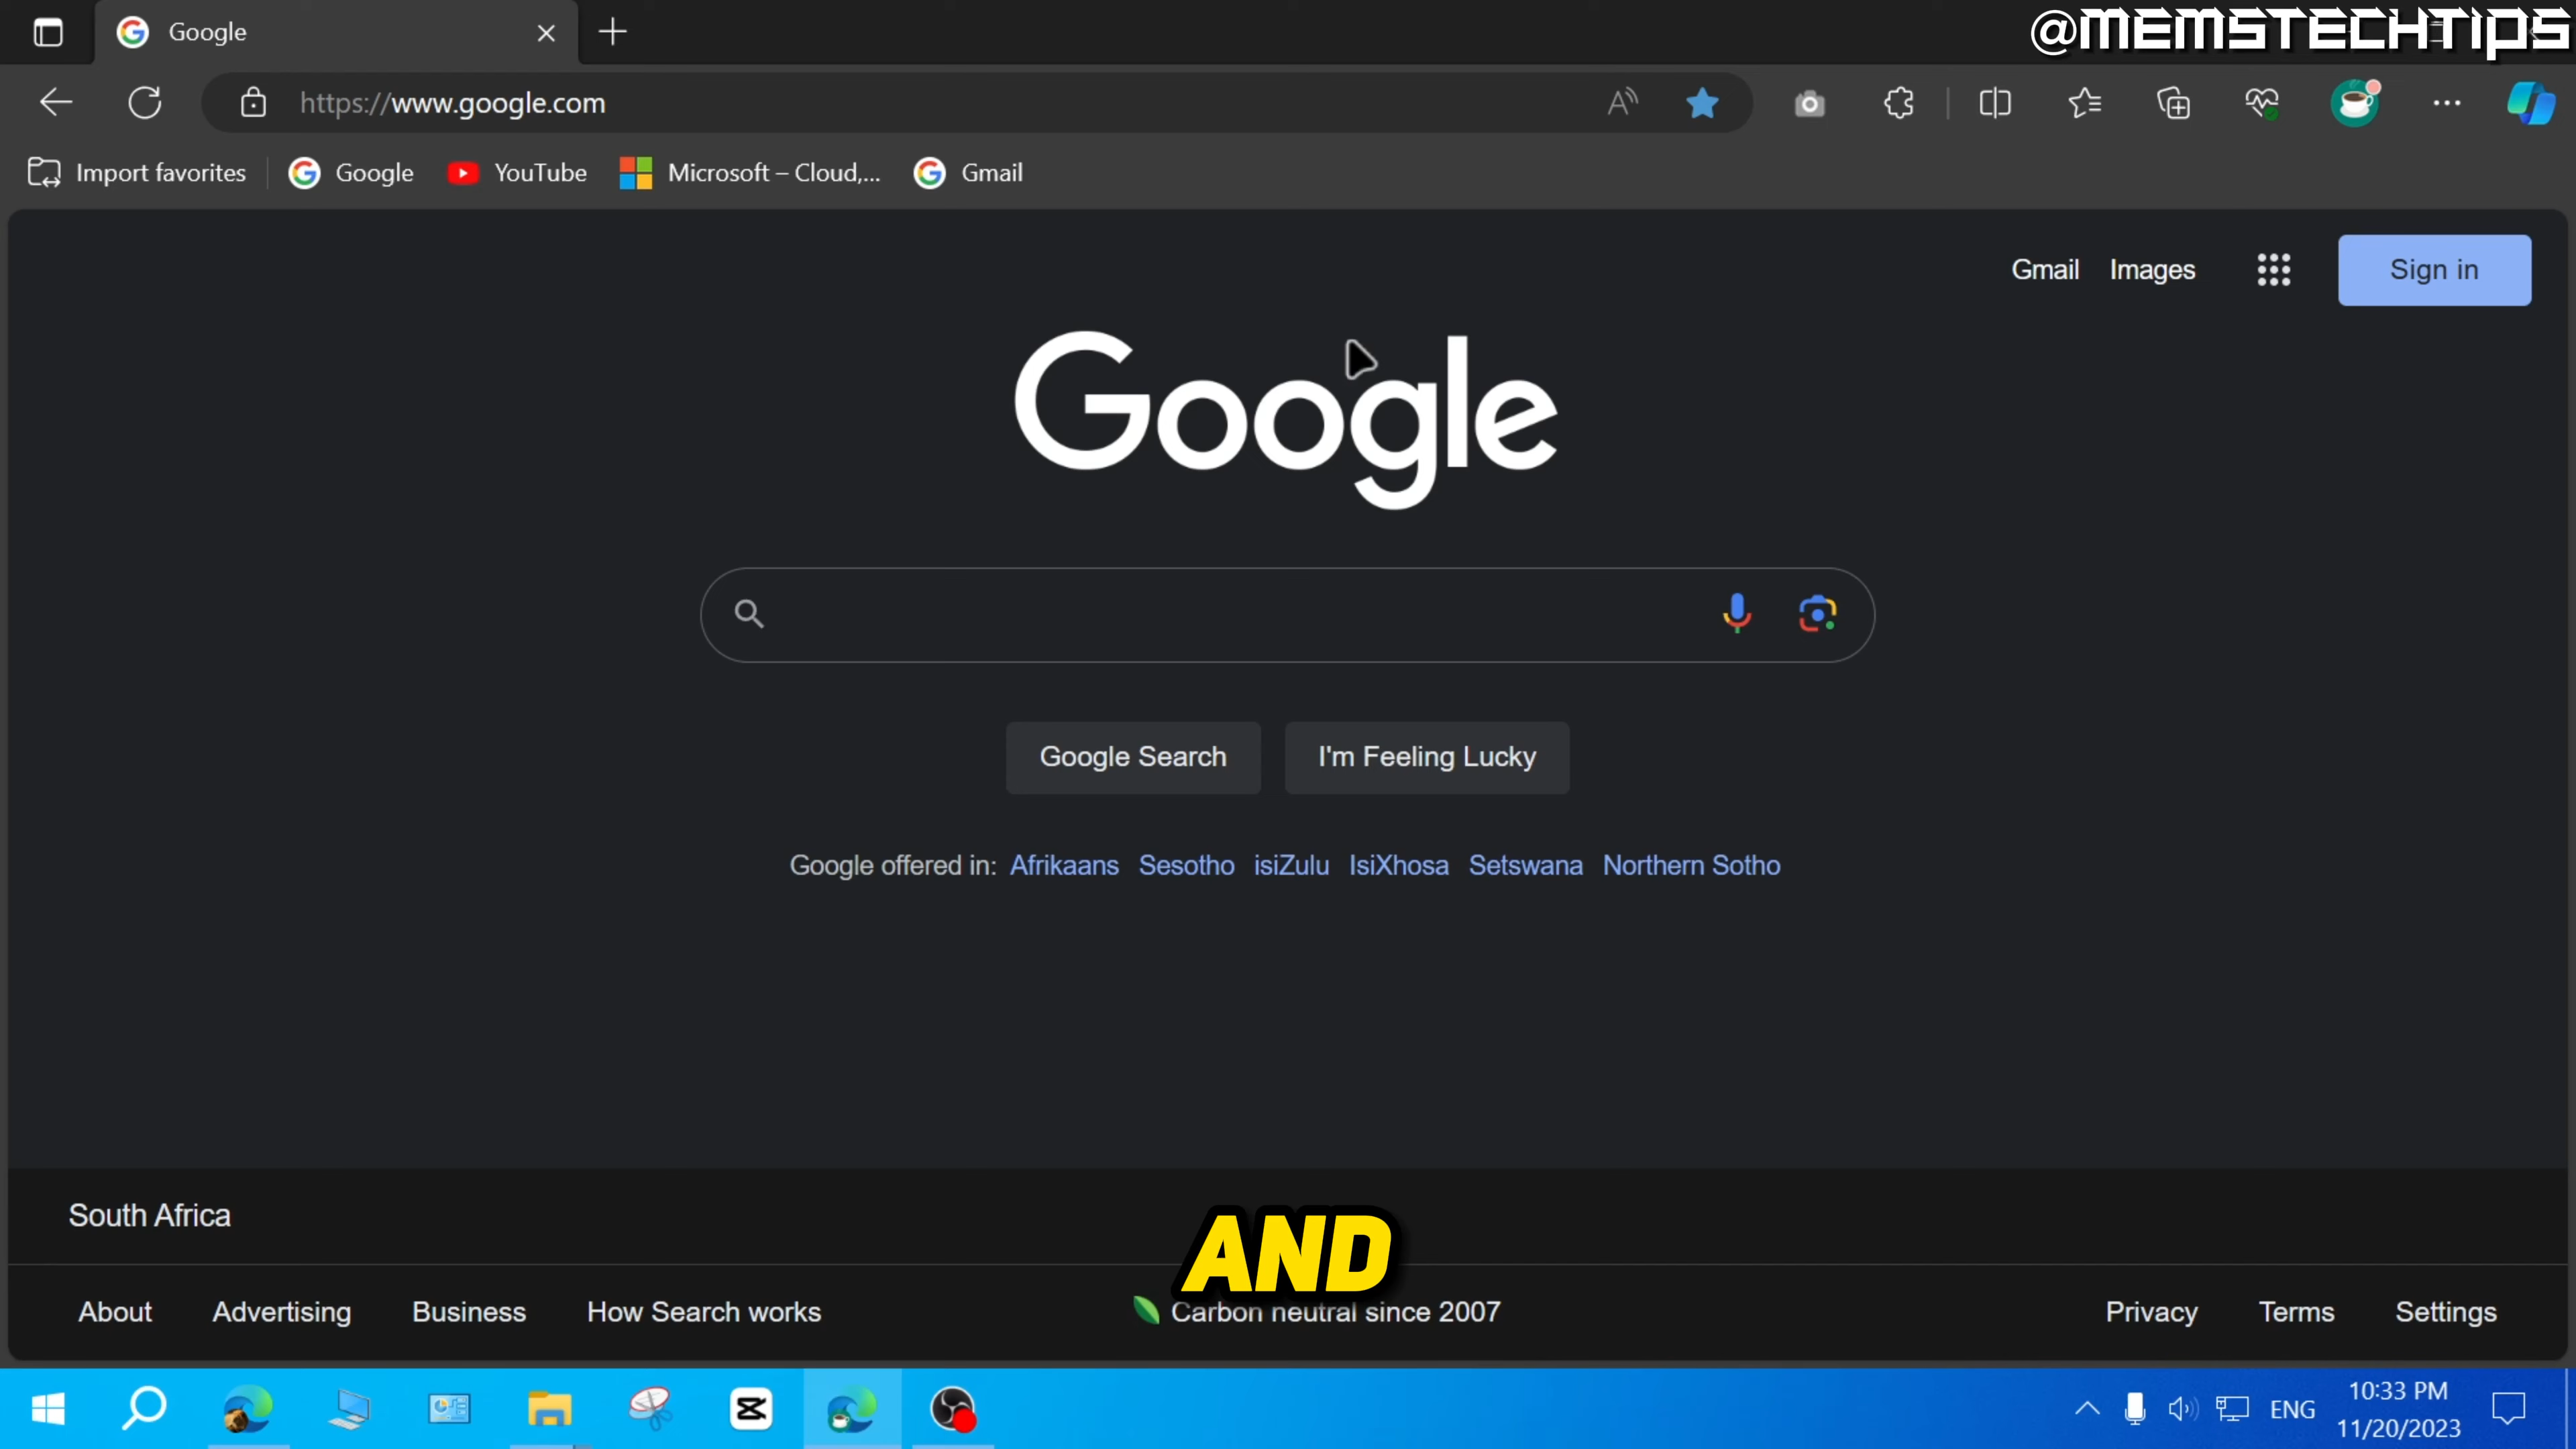 Google
@MEMSTECHTIPS
https://www.google.com
Import favorites
Google
YouTube
Microsoft – Cloud,...
Gmail
Gmail
Images
Sign in
Google
Google Search
I'm Feeling Lucky
Google offered in: Afrikaans Sesotho isiZulu IsiXhosa Setswana Northern Sotho
South Africa
AND
About
Advertising
Business
How Search works
Carbon neutral since 2007
Privacy
Terms
Settings
ENG
10:33 PM
11/20/2023